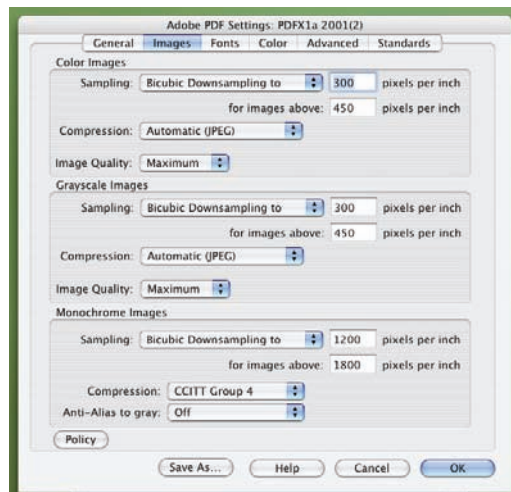 Adobe PDF Settings: PDFX1a 2001(2)
General Images Fonts Color Advanced Standards
Color Images
Sampling: Bicubic Downsampling to 300 pixels per inch
for images above: 450 pixels per inch
Compression: Automatic (JPEG)
Image Quality: Maximum
Grayscale Images
Sampling: Bicubic Downsampling to 300 pixels per inch
for images above: 450 pixels per inch
Compression: Automatic (JPEG)
Image Quality: Maximum
Monochrome Images
Sampling: Bicubic Downsampling to 1200 pixels per inch
for images above: 1800 pixels per inch
Compression: CCITT Group 4
Anti-Alias to gray: Off
Policy
Save As... Help Cancel OK